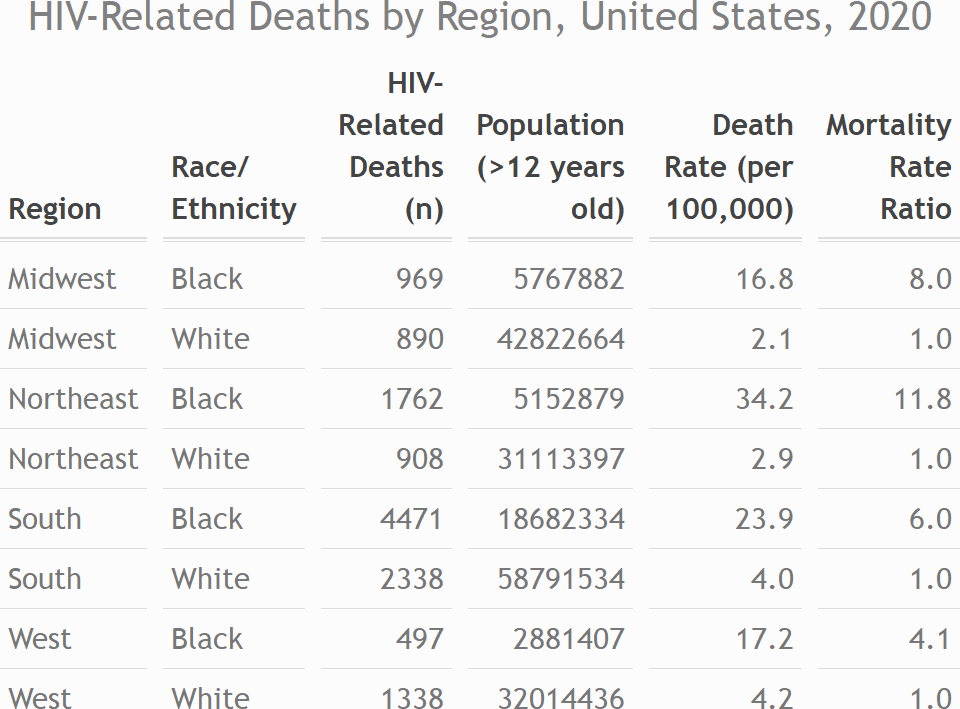 HIV-Related Deaths by Region, United States, 2020
Region Race/ Ethnicity HIV- Related Deaths (n) Population (>12 years old) Death Rate (per 100,000) Mortality Rate Ratio
Midwest Black 969 5767882 16.8 8.0
Midwest White 890 42822664 2.1 1.0
Northeast Black 1762 5152879 34.2 11.8
Northeast White 908 31113397 2.9 1.0
South Black 4471 18682334 23.9 6.0
South White 2338 58791534 4.0 1.0
West Black 497 2881407 17.2 4.1
West White 1338 32014436 4.2 1.0